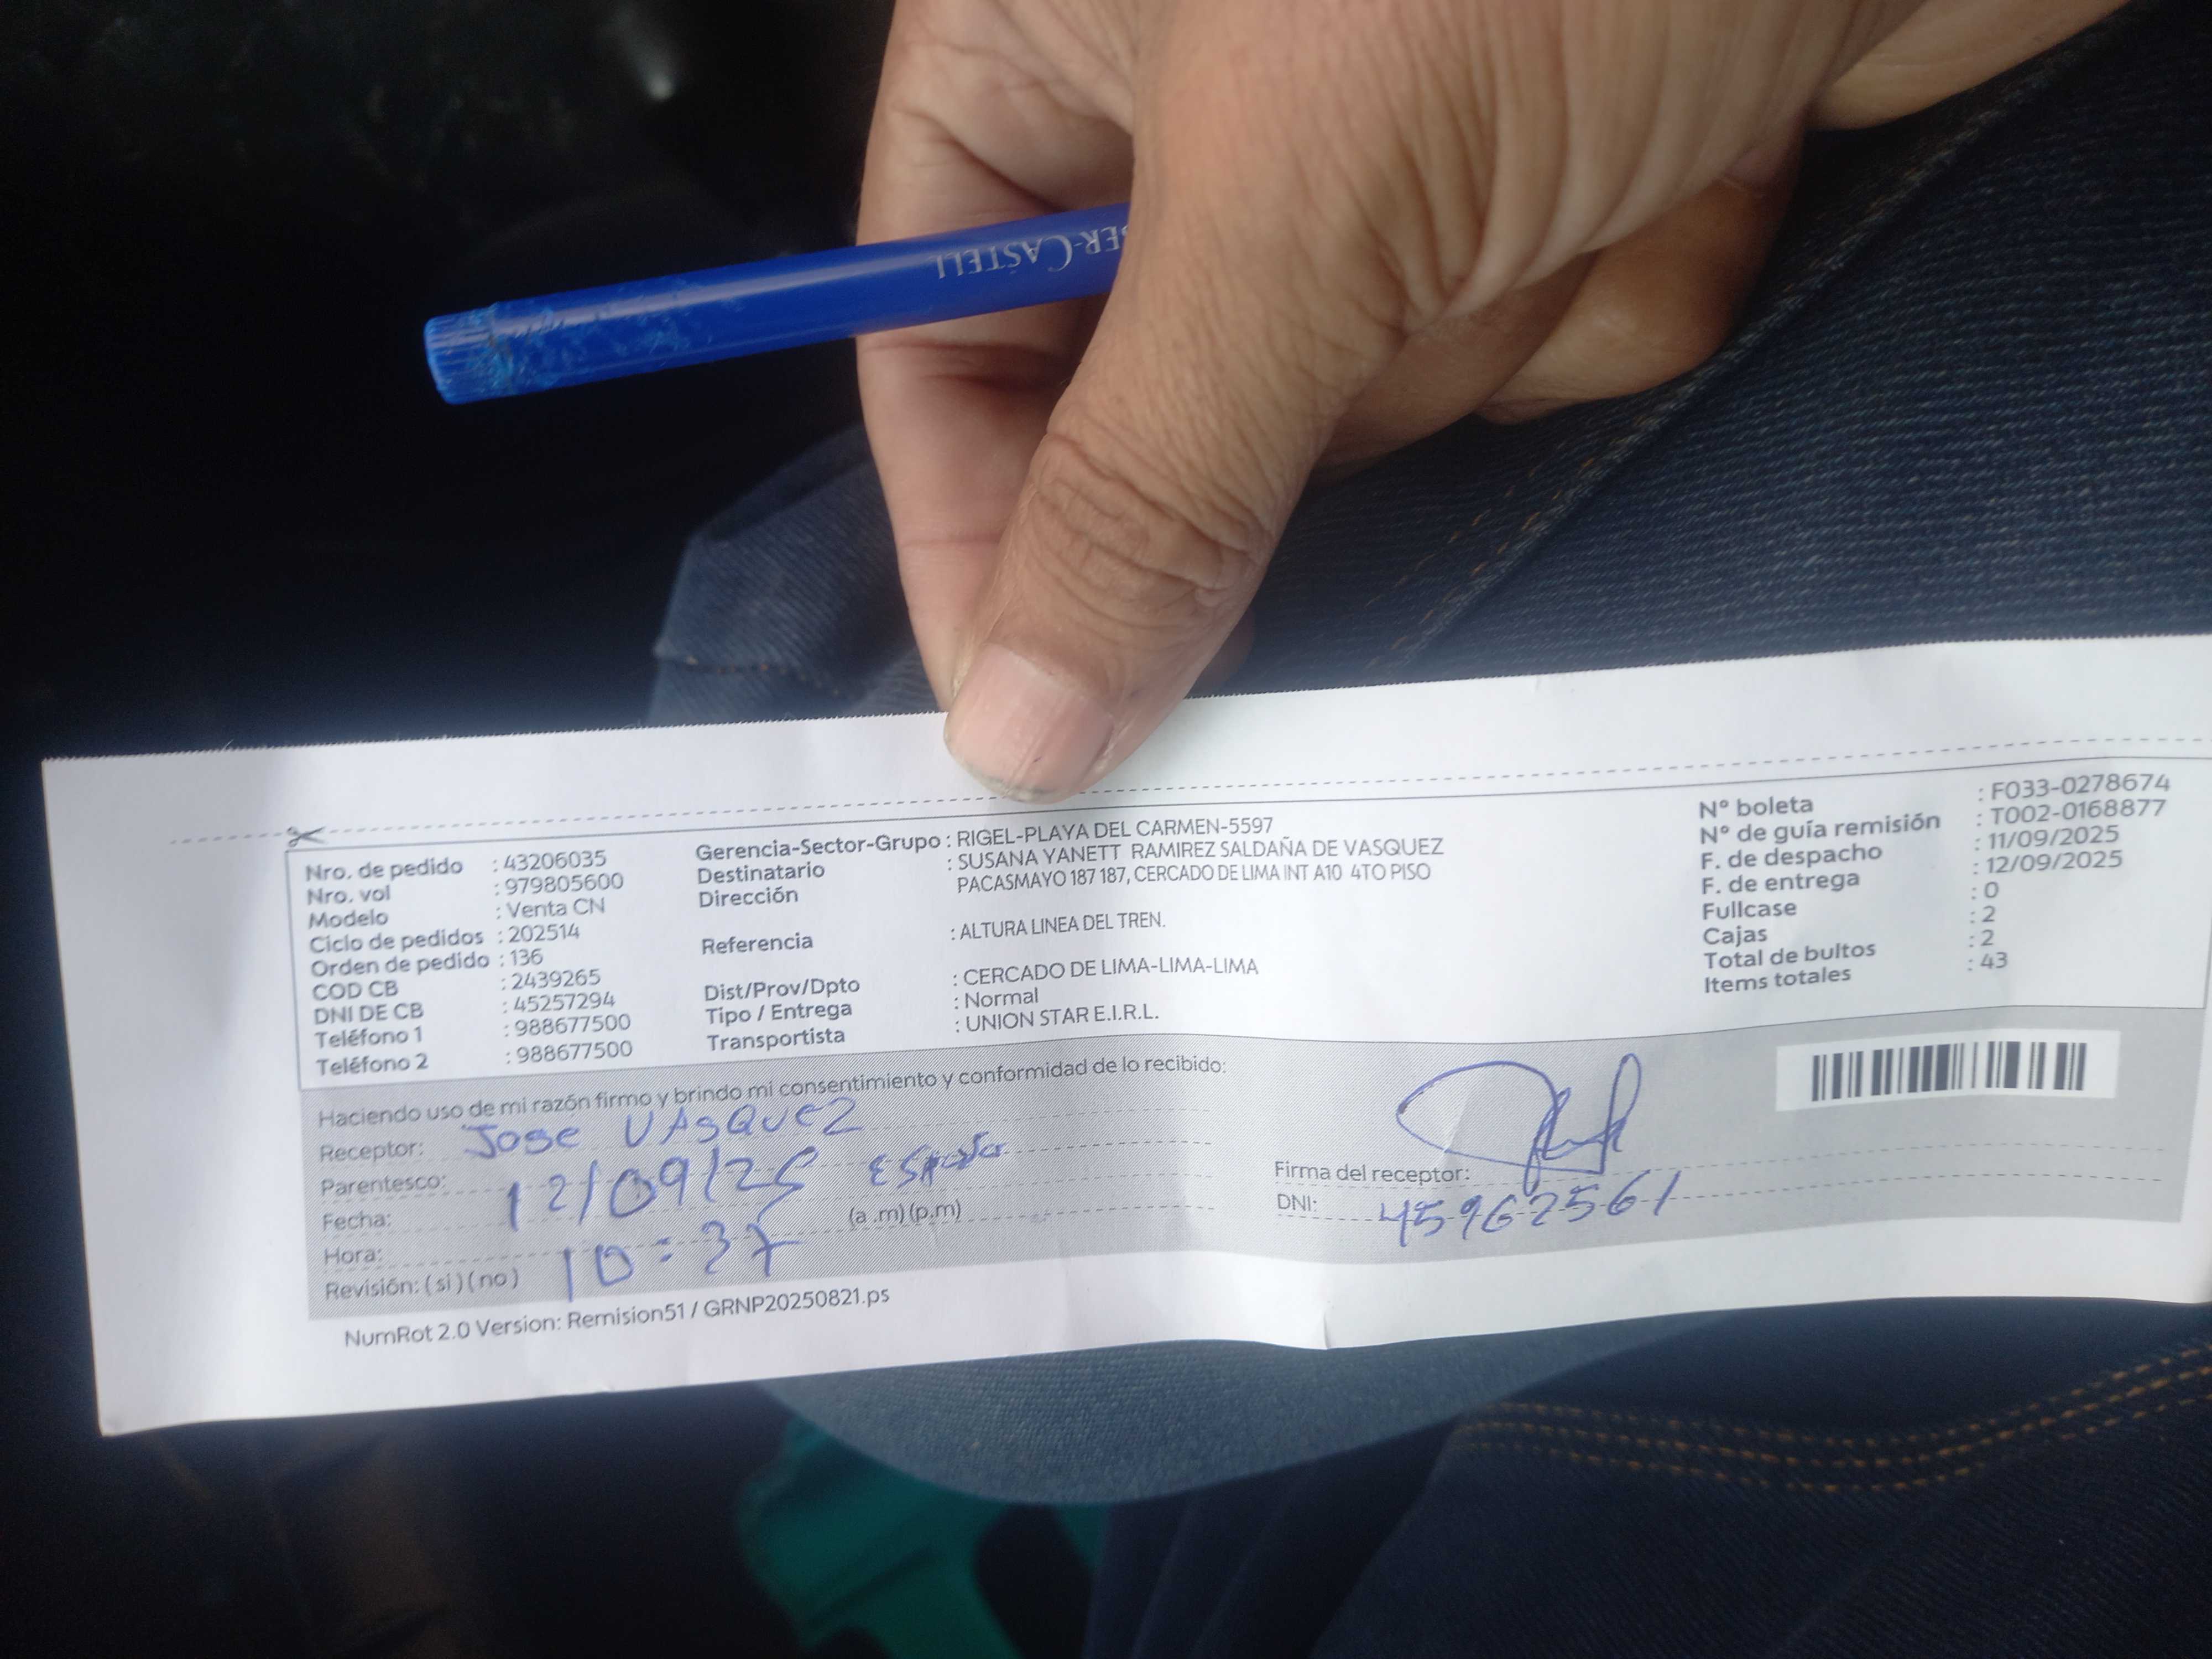 BER-CASTELL
Nro. de pedido : 43206035
Nro. vol : 979805600
Modelo : Venta CN
Ciclo de pedidos : 202514
Orden de pedido : 136
COD CB : 2439265
DNI DE CB : 45257294
Teléfono 1 : 988677500
Teléfono 2 : 988677500
Gerencia-Sector-Grupo : RIGEL-PLAYA DEL CARMEN-5597
Destinatario : SUSANA YANETT RAMIREZ SALDAÑA DE VASQUEZ
Dirección PACASMAYO 187 187, CERCADO DE LIMA INT A10 4TO PISO
Referencia : ALTURA LINEA DEL TREN.
Dist/Prov/Dpto : CERCADO DE LIMA-LIMA-LIMA
Tipo / Entrega : Normal
Transportista : UNION STAR E.I.R.L.
N° boleta : F033-0278674
N° de guía remisión : T002-0168877
F. de despacho : 11/09/2025
F. de entrega : 12/09/2025
Fullcase : 0
Cajas : 2
Total de bultos : 2
Items totales : 43
Haciendo uso de mi razón firmo y brindo mi consentimiento y conformidad de lo recibido:
Receptor: Jose VAsQuez
Parentesco: Esposo
Fecha: 12/09/25
Hora: 10:37 (a .m) (p.m)
Revisión: ( si ) ( no )
Firma del receptor:
DNI: 45962561
NumRot 2.0 Version: Remision51 / GRNP20250821.ps